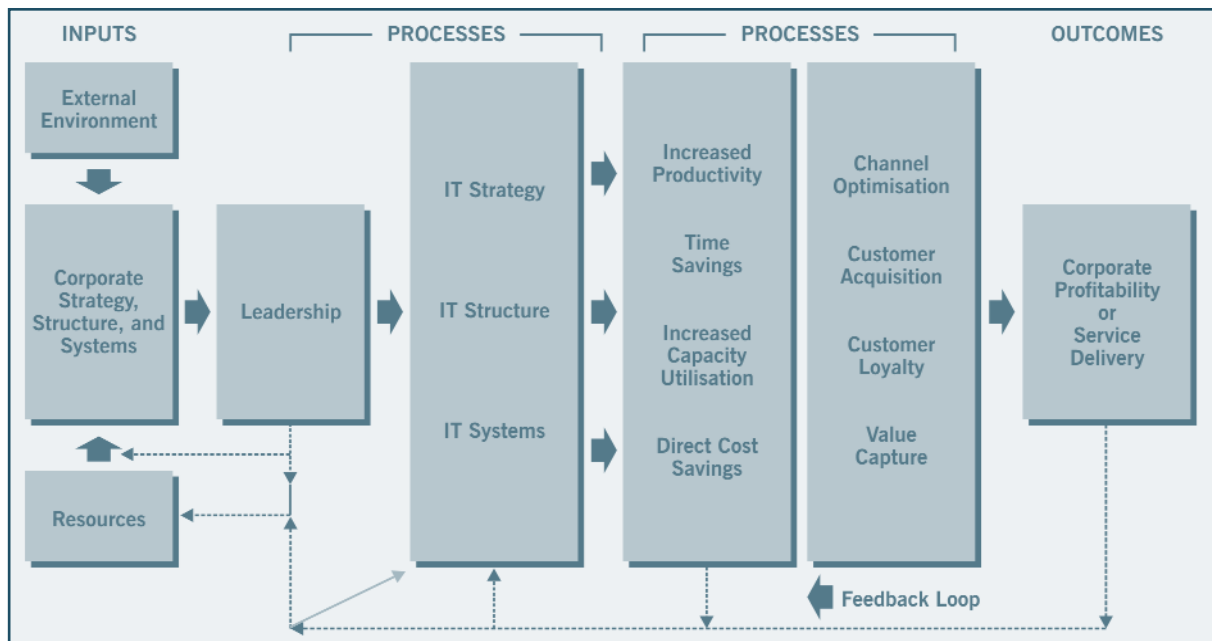 INPUTS
PROCESSES
PROCESSES
OUTCOMES
External
Environment
Corporate
Strategy,
Structure, and
Systems
Resources
Leadership
IT Strategy
IT Structure
IT Systems
Increased
Productivity
Time
Savings
Increased
Capacity
Utilisation
Direct Cost
Savings
Channel
Optimisation
Customer
Acquisition
Customer
Loyalty
Value
Capture
Corporate
Profitability
or
Service
Delivery
Feedback Loop